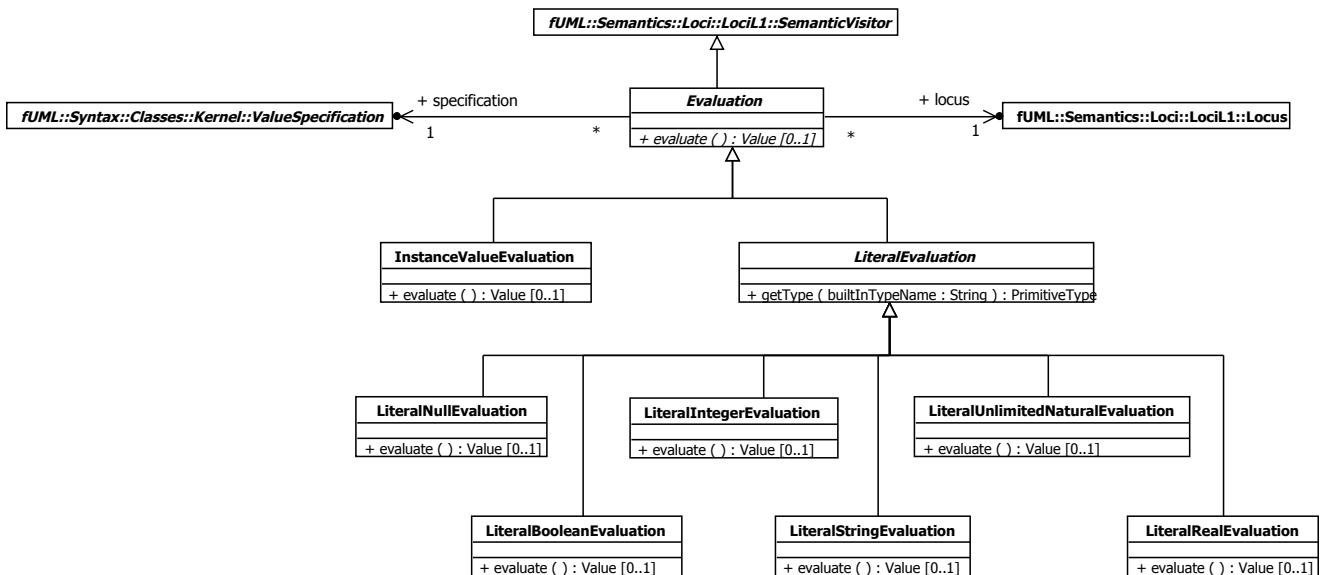 fUML::Semantics::Loci::LociL1::SemanticVisitor
+ specification
Evaluation
+ locus
fUML::Syntax::Classes::Kernel::ValueSpecification
fUML::Semantics::Loci::LociL1::Locus
1
*
+ evaluate ( ) : Value [0..1]
*
1
InstanceValueEvaluation
LiteralEvaluation
+ evaluate ( ) : Value [0..1]
+ getType ( builtInTypeName : String ) : PrimitiveType
LiteralNullEvaluation
LiteralIntegerEvaluation
LiteralUnlimitedNaturalEvaluation
+ evaluate ( ) : Value [0..1]
+ evaluate ( ) : Value [0..1]
+ evaluate ( ) : Value [0..1]
LiteralBooleanEvaluation
LiteralStringEvaluation
LiteralRealEvaluation
+ evaluate ( ) : Value [0..1]
+ evaluate ( ) : Value [0..1]
+ evaluate ( ) : Value [0..1]